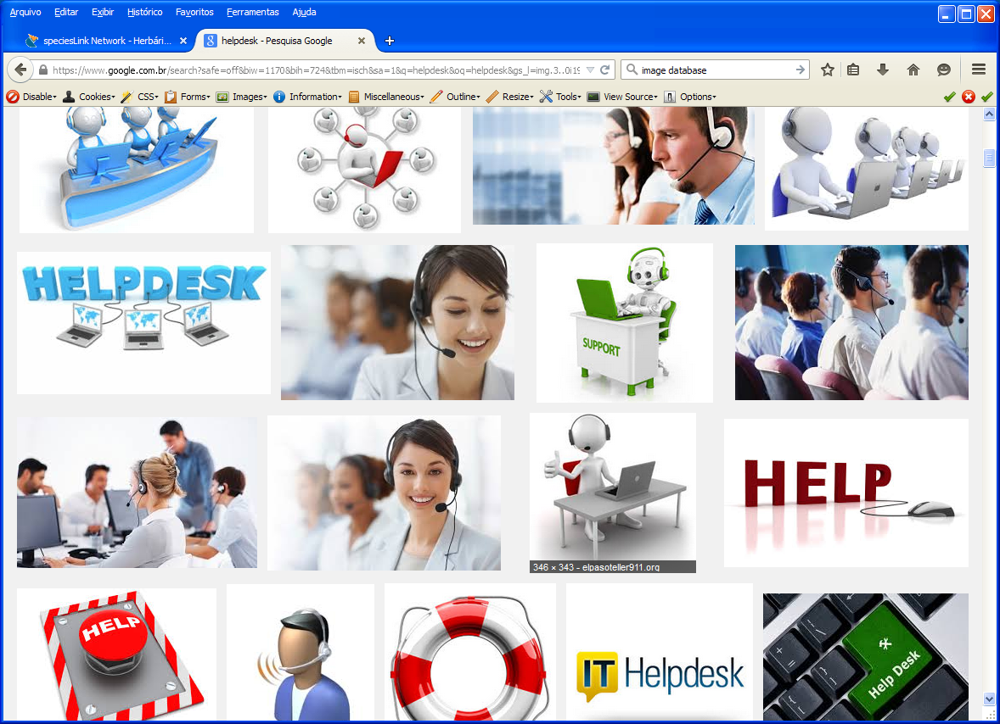 Arquivo Editar Exibir Histórico Favoritos Ferramentas Ajuda
speciesLink Network - Herbári... helpdesk - Pesquisa Google
https://www.google.com.br/search?safe=off&biw=1170&bih=724&tbm=isch&sa=1&q=helpdesk&oq=helpdesk&gs_l=img.3..0i19 image database
Disable Cookies CSS Forms Images Information Miscellaneous Outline Resize Tools View Source Options
HELPDESK
SUPPORT
346 × 343 - elpasoteller911.org
HELP
HELP
IT Helpdesk
Help Desk